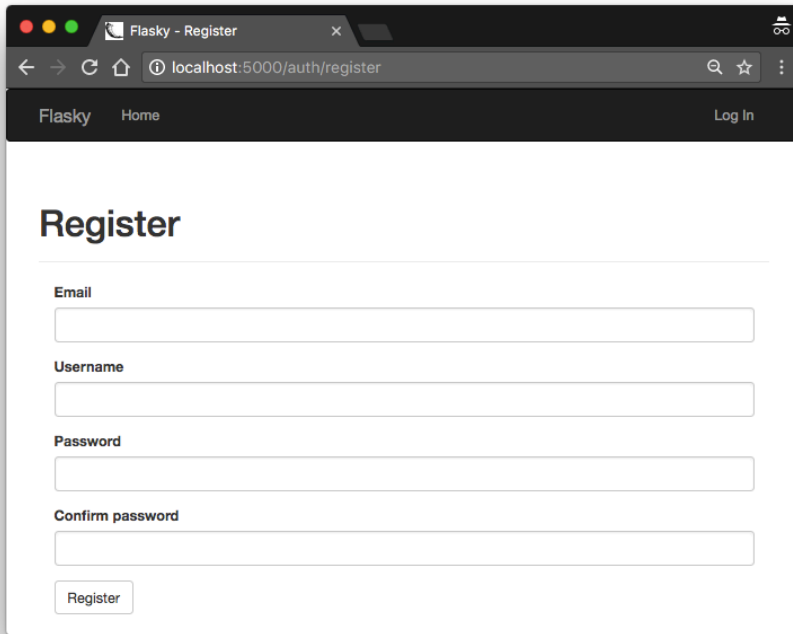 Flasky - Register
localhost:5000/auth/register
Flasky Home Log In
Register
Email
Username
Password
Confirm password
Register